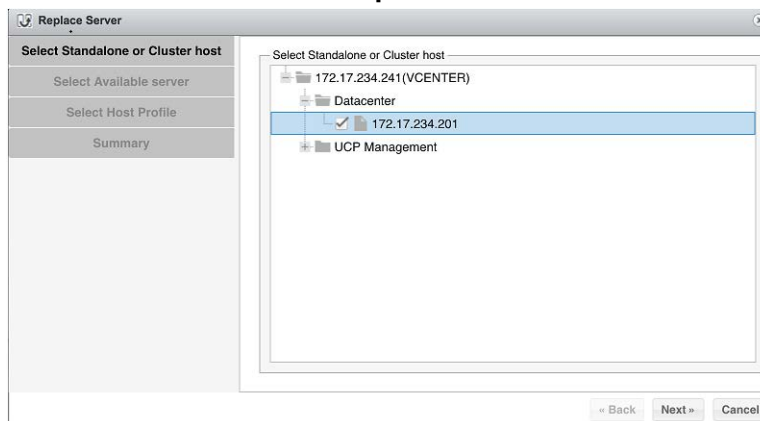 Replace Server
Select Standalone or Cluster host
Select Available server
Select Host Profile
Summary
Select Standalone or Cluster host
172.17.234.241(VCENTER)
Datacenter
172.17.234.201
UCP Management
« Back
Next »
Cancel